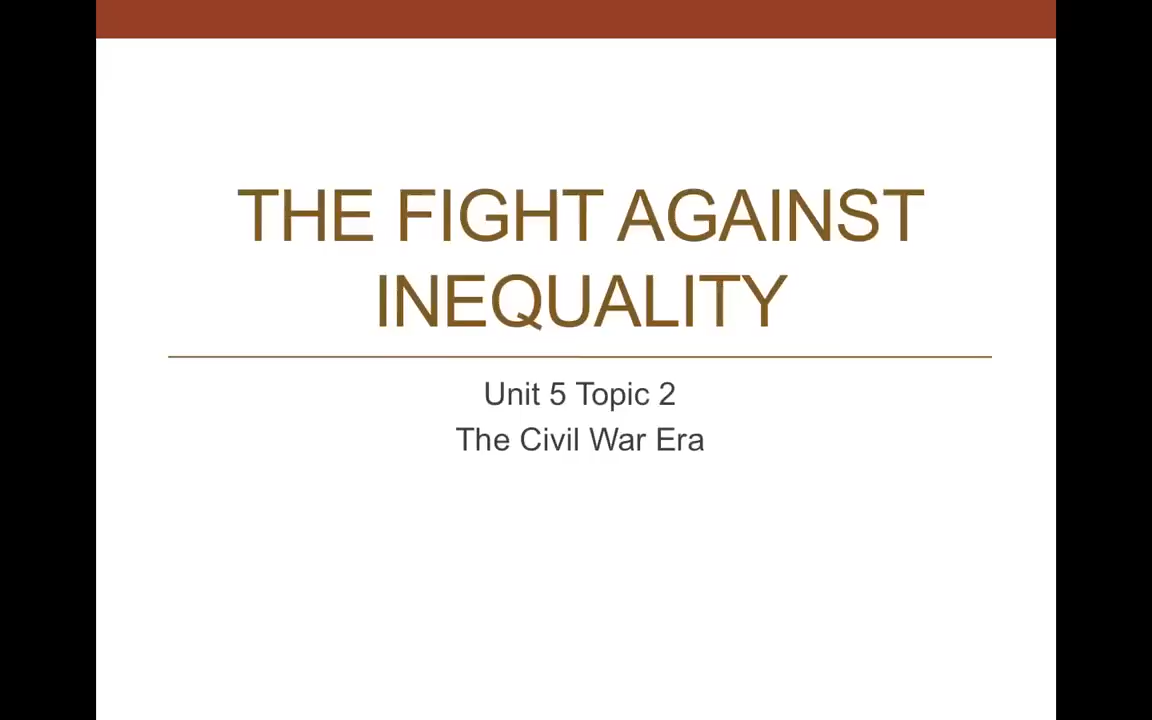 THE FIGHT AGAINST
INEQUALITY
Unit 5 Topic 2
The Civil War Era